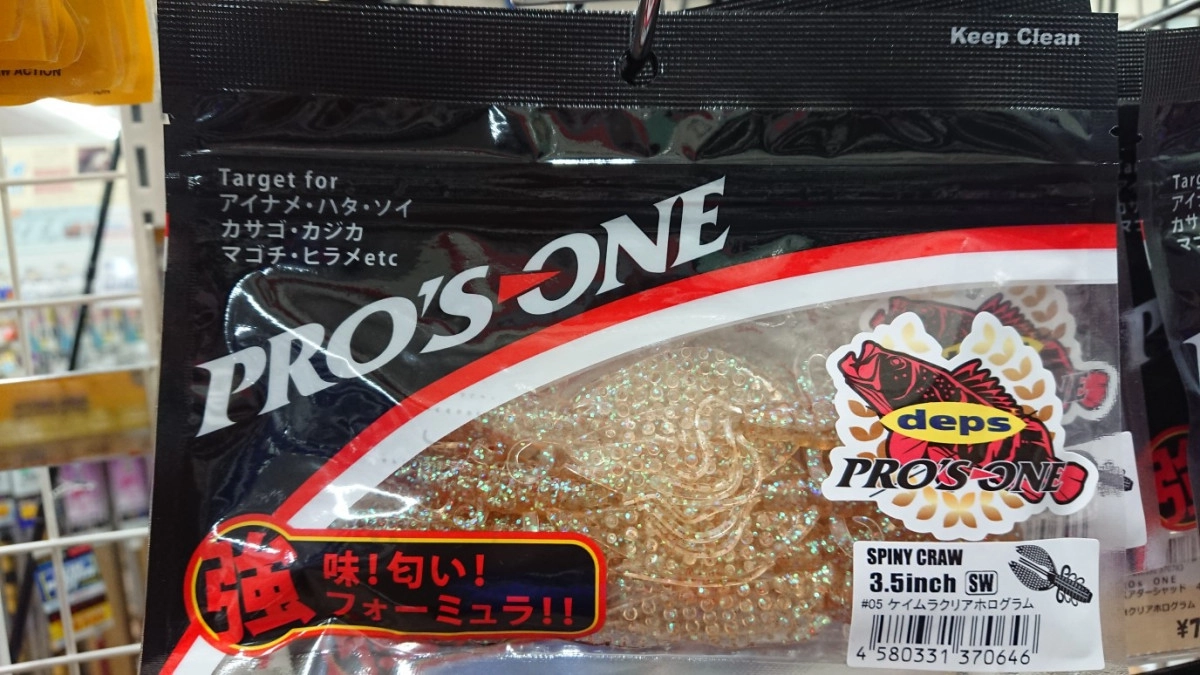 Keep Clean
Target for
アイナメ・ハタ・ソイ
カサゴ・カジカ
マゴチ・ヒラメetc
PRO'S ONE
deps
PRO'S ONE
強
味!匂い!
フォーミュラ!!
SPINY CRAW
3.5inch SW
#05 ケイムラクリアホログラム
4 580331 370646